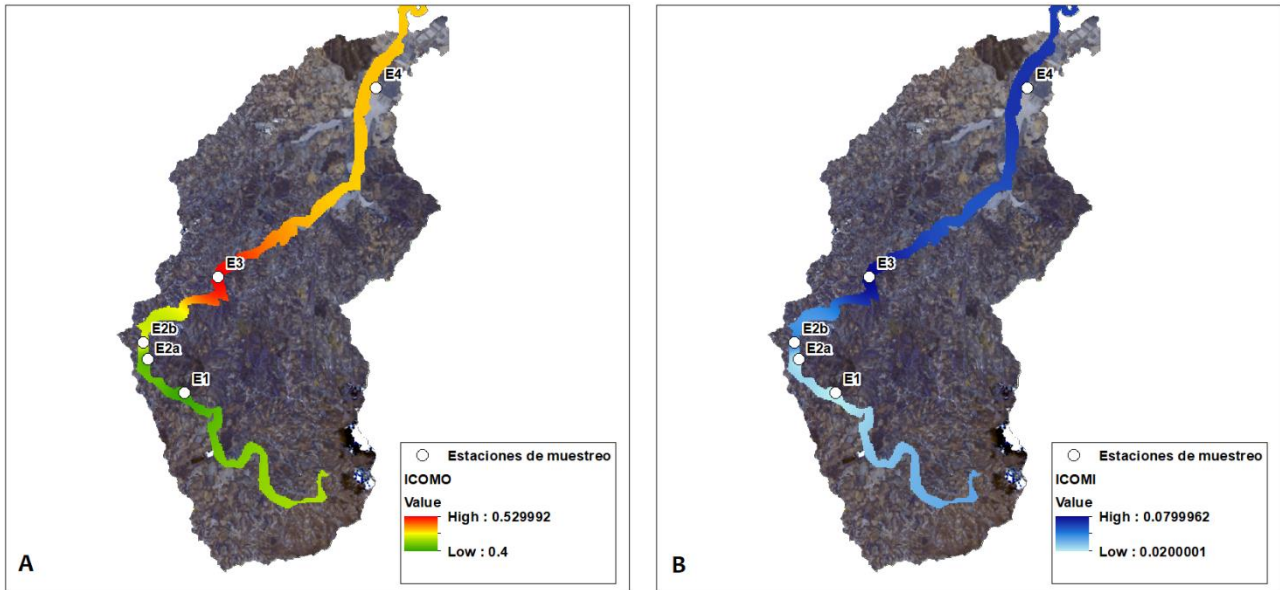 E4
E3
E2b
E2a
E1
Estaciones de muestreo
ICOMO
Value
High : 0.529992
Low : 0.4
A
E4
E3
E2b
E2a
E1
Estaciones de muestreo
ICOMI
Value
High : 0.0799962
Low : 0.0200001
B